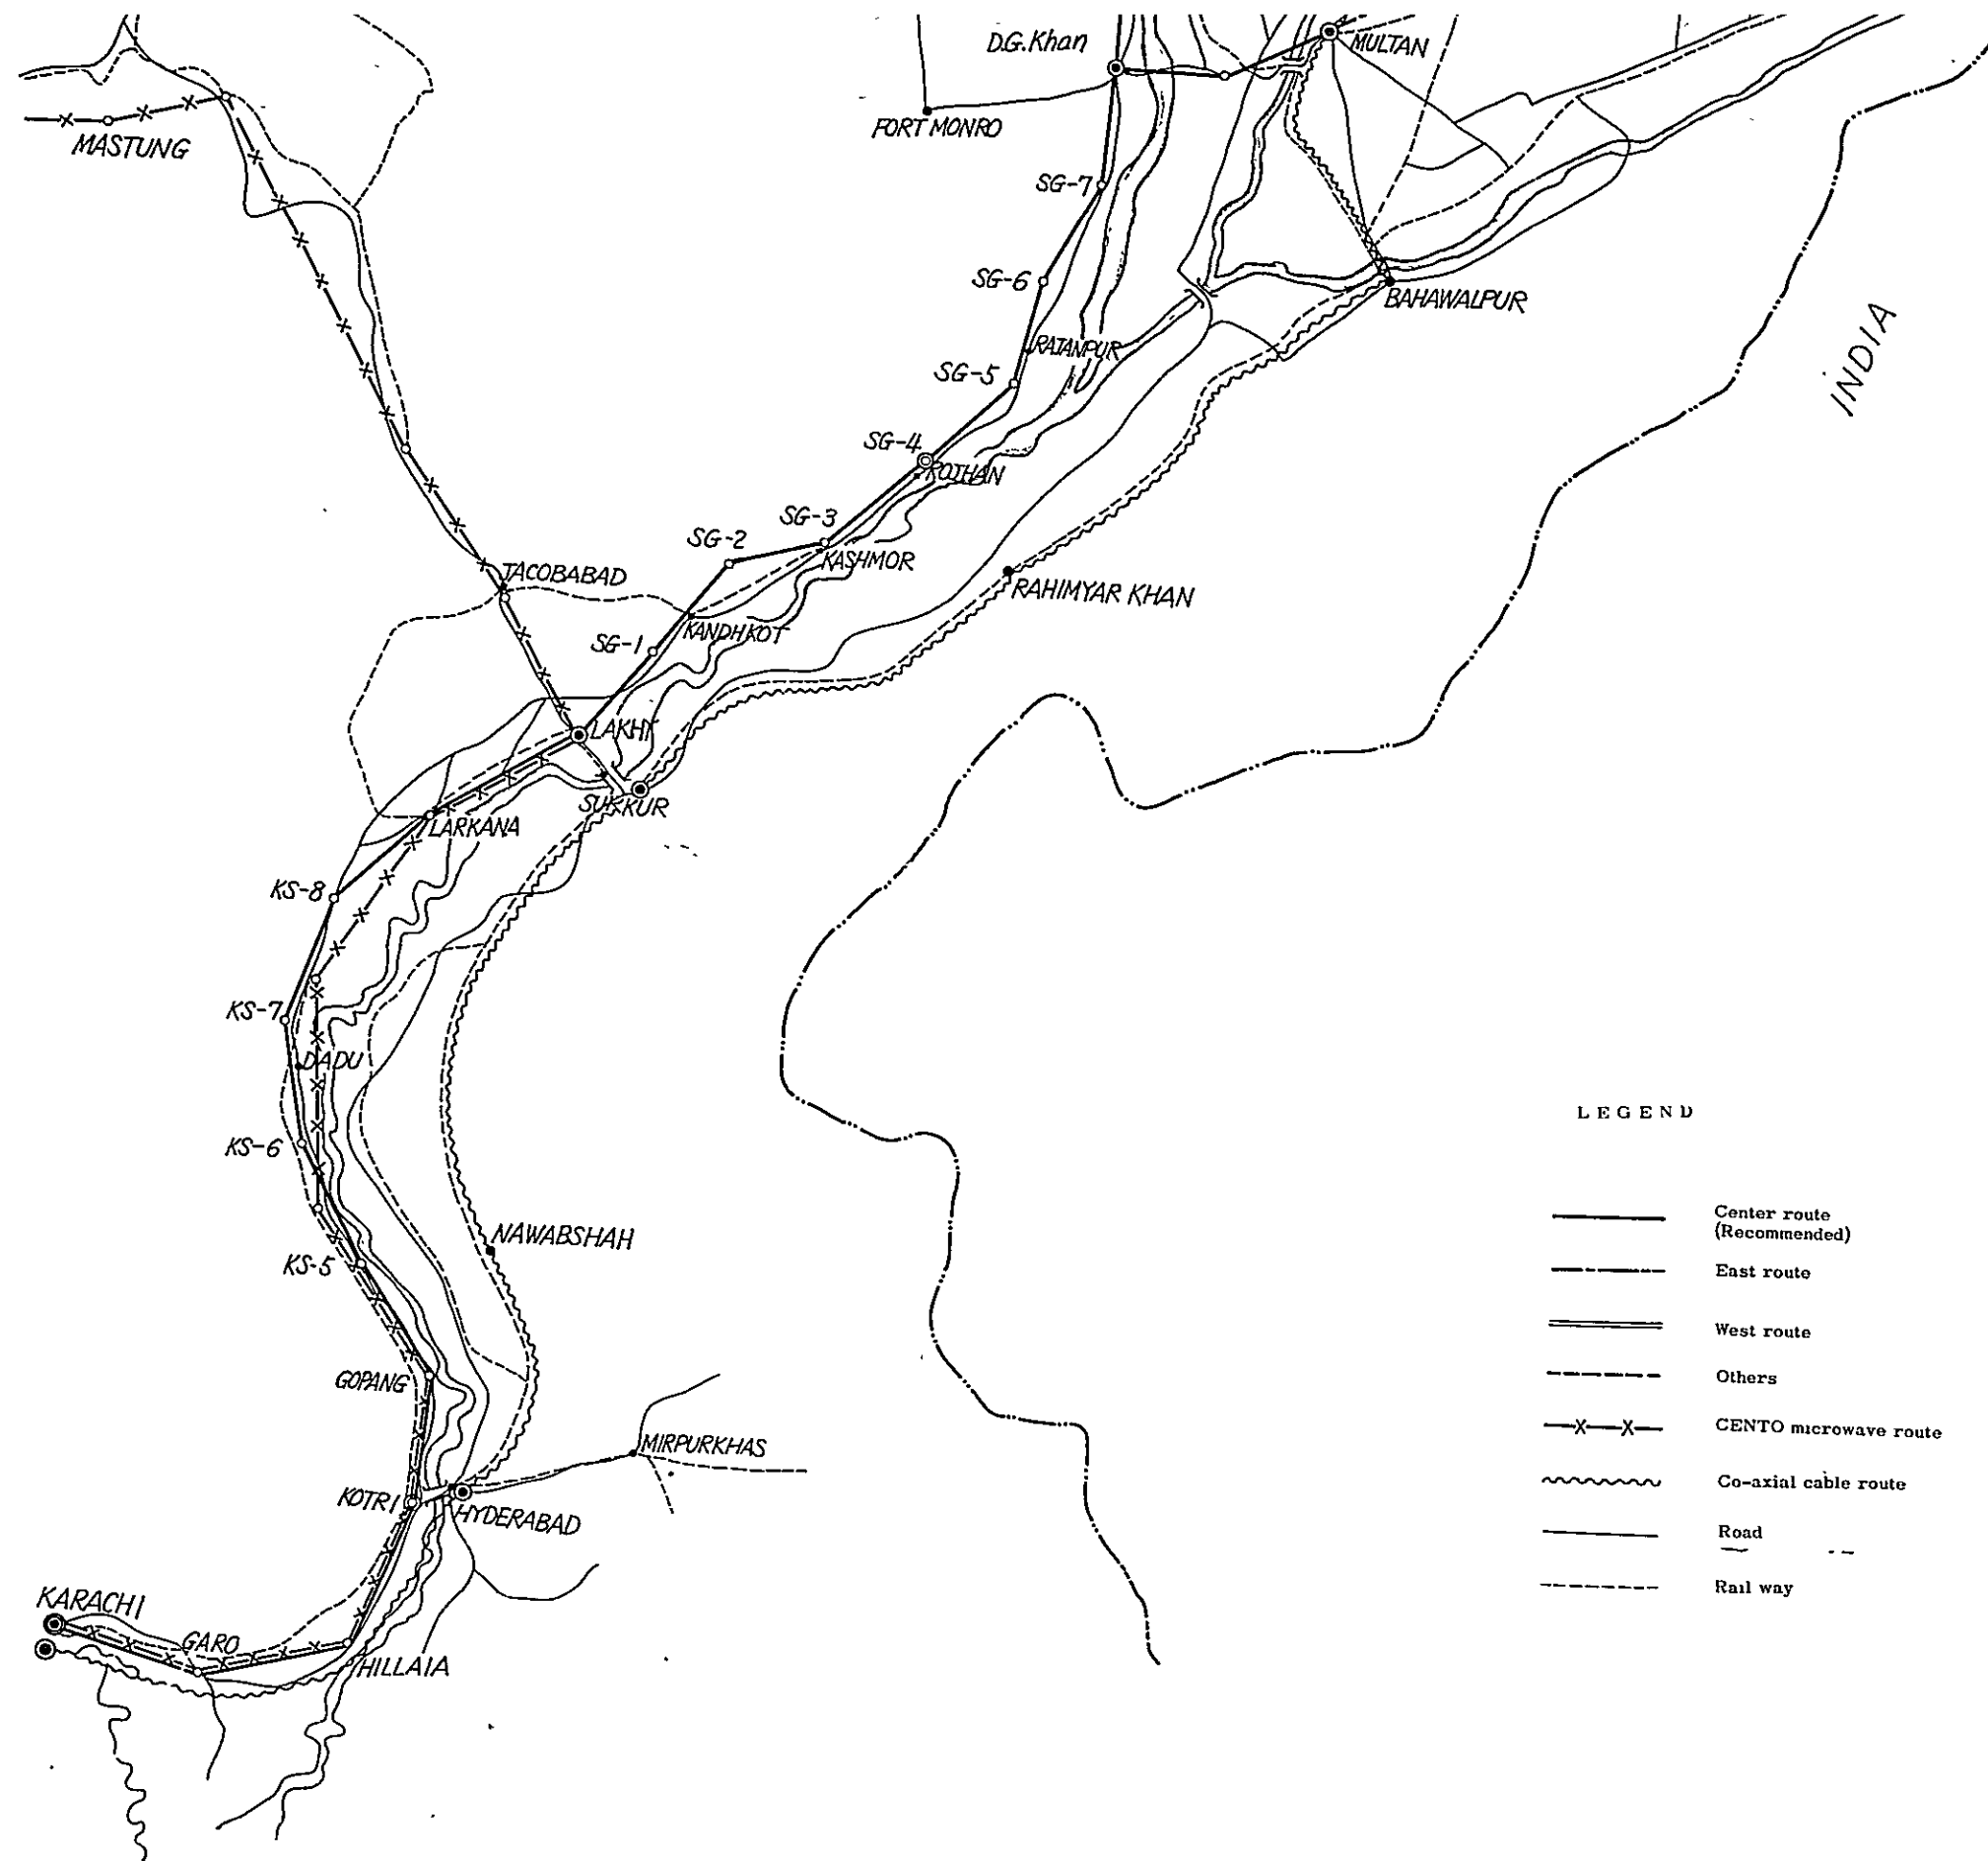 D.G.Khan
MULTAN
FORT MONRO
MASTUNG
SG-7
SG-6
BAHAWALPUR
INDIA
RAJANPUR
SG-5
SG-4
ROJHAN
SG-3
SG-2
KASHMOR
JACOBABAD
RAHIMYAR KHAN
KANDHKOT
SG-1
LAKHI
SUKKUR
LARKANA
KS-8
KS-7
DADU
KS-6
NAWABSHAH
KS-5
GOPANG
MIRPURKHAS
KOTRI
HYDERABAD
KARACHI
GARO
HILLAIA
LEGEND
Center route
(Recommended)
East route
West route
Others
X X CENTO microwave route
Co-axial cable route
Road
Rail way